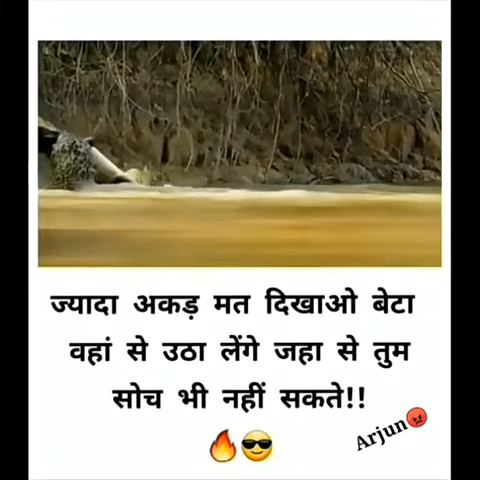 ज्यादा अकड़ मत दिखाओ बेटा
वहां से उठा लेंगे जहा से तुम
सोच भी नहीं सकते!!
🔥😎
Arjun😡